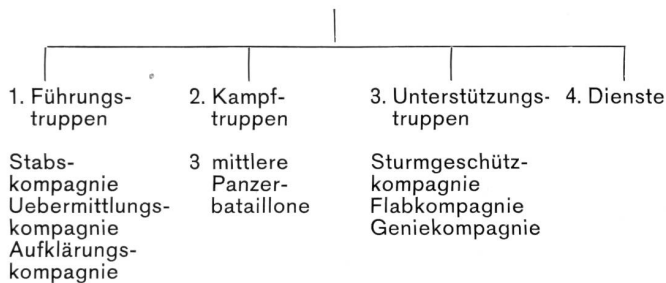 1. Führungs-
truppen
Stabs-
kompagnie
Uebermittlungs-
kompagnie
Aufklärungs-
kompagnie
2. Kampf-
truppen
3 mittlere
Panzer-
bataillone
3. Unterstützungs-
truppen
Sturmgeschütz-
kompagnie
Flabkompagnie
Geniekompagnie
4. Dienste